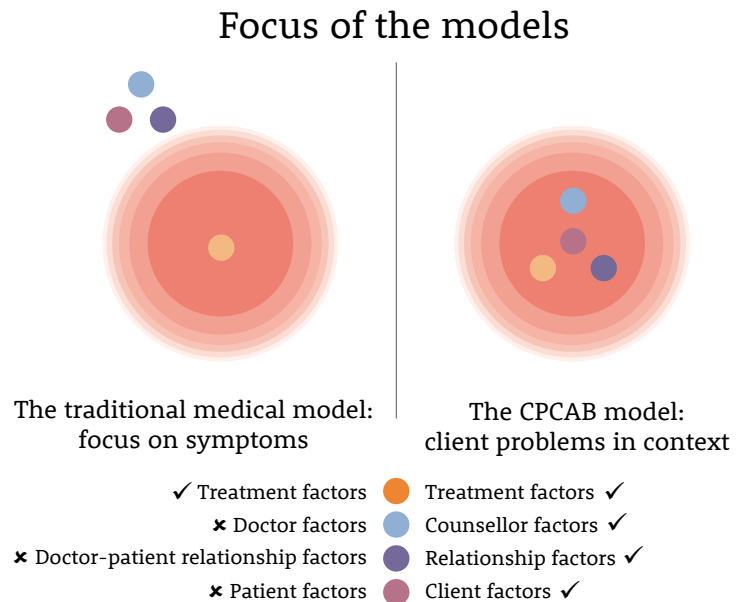 Focus of the models
The traditional medical model:
focus on symptoms
The CPCAB model:
client problems in context
✓ Treatment factors
Treatment factors ✓
✘ Doctor factors
Counsellor factors ✓
✘ Doctor-patient relationship factors
Relationship factors ✓
✘ Patient factors
Client factors ✓